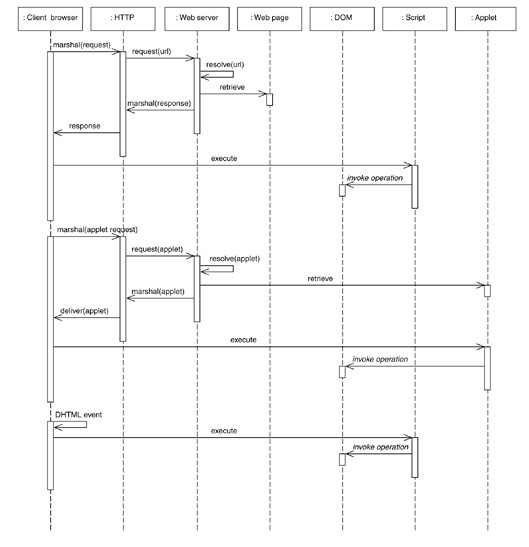 : Client browser : HTTP : Web server : Web page : DOM : Script : Applet
marshal(request)
request(url)
resolve(url)
retrieve
marshal(response)
response
execute
invoke operation
marshal(applet request)
request(applet)
resolve(applet)
retrieve
marshal(applet)
deliver(applet)
execute
invoke operation
DHTML event
execute
invoke operation